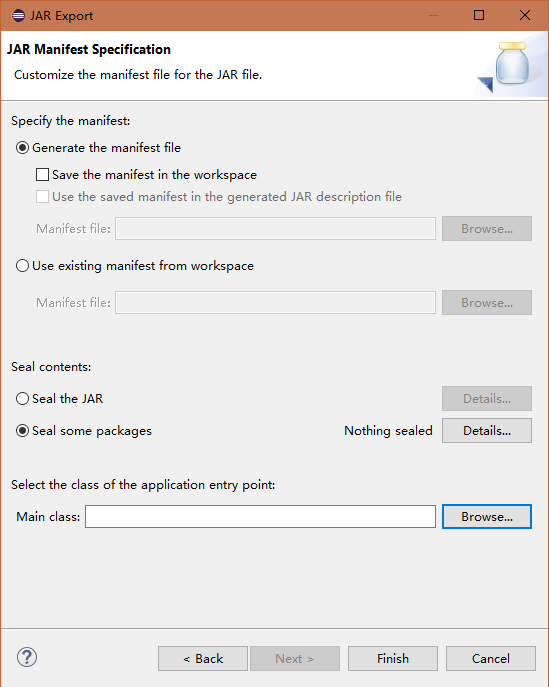 JAR Export
JAR Manifest Specification
Customize the manifest file for the JAR file.
Specify the manifest:
Generate the manifest file
Save the manifest in the workspace
Use the saved manifest in the generated JAR description file
Manifest file: Browse...
Use existing manifest from workspace
Manifest file: Browse...
Seal contents:
Seal the JAR Details...
Seal some packages Nothing sealed Details...
Select the class of the application entry point:
Main class: Browse...
? < Back Next > Finish Cancel